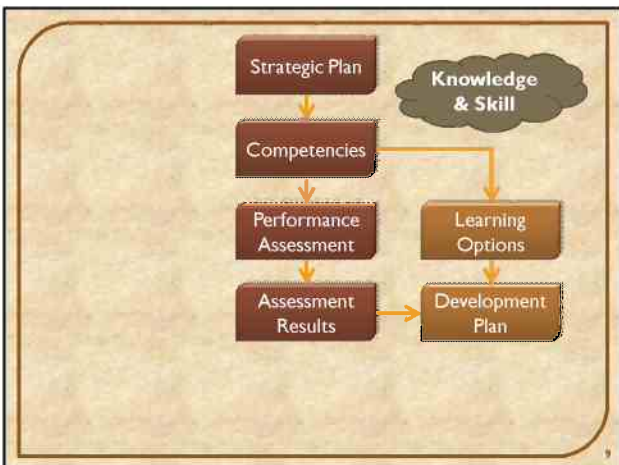 Strategic Plan
Knowledge
& Skill
Competencies
Performance
Assessment
Learning
Options
Assessment
Results
Development
Plan
9